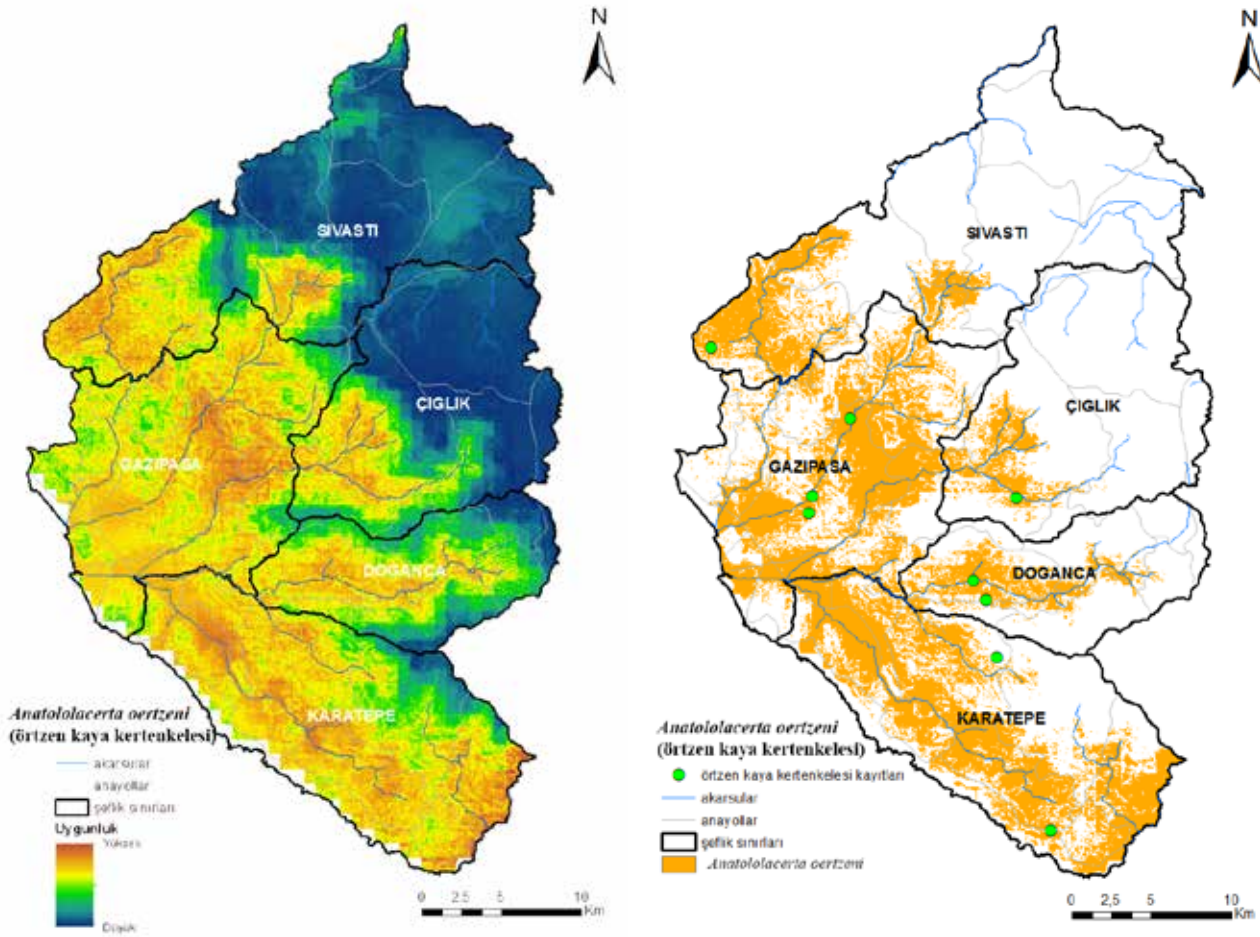 N
SIVASTI
ÇIGLIK
GAZIPASA
DOGANCA
KARATEPE
Anatololacerta oertzeni
(örtzen kaya kertenkelesi)
akarsular
anayollar
şeflik sınırları
Uygunluk
Yüksek
Düşük
0 2,5 5 10
Km
N
SIVASTI
ÇIGLIK
GAZIPASA
DOGANCA
KARATEPE
Anatololacerta oertzeni
(örtzen kaya kertenkelesi)
örtzen kaya kertenkelesi kayıtları
akarsular
anayollar
şeflik sınırları
Anatololacerta oertzeni
0 2,5 5 10
Km